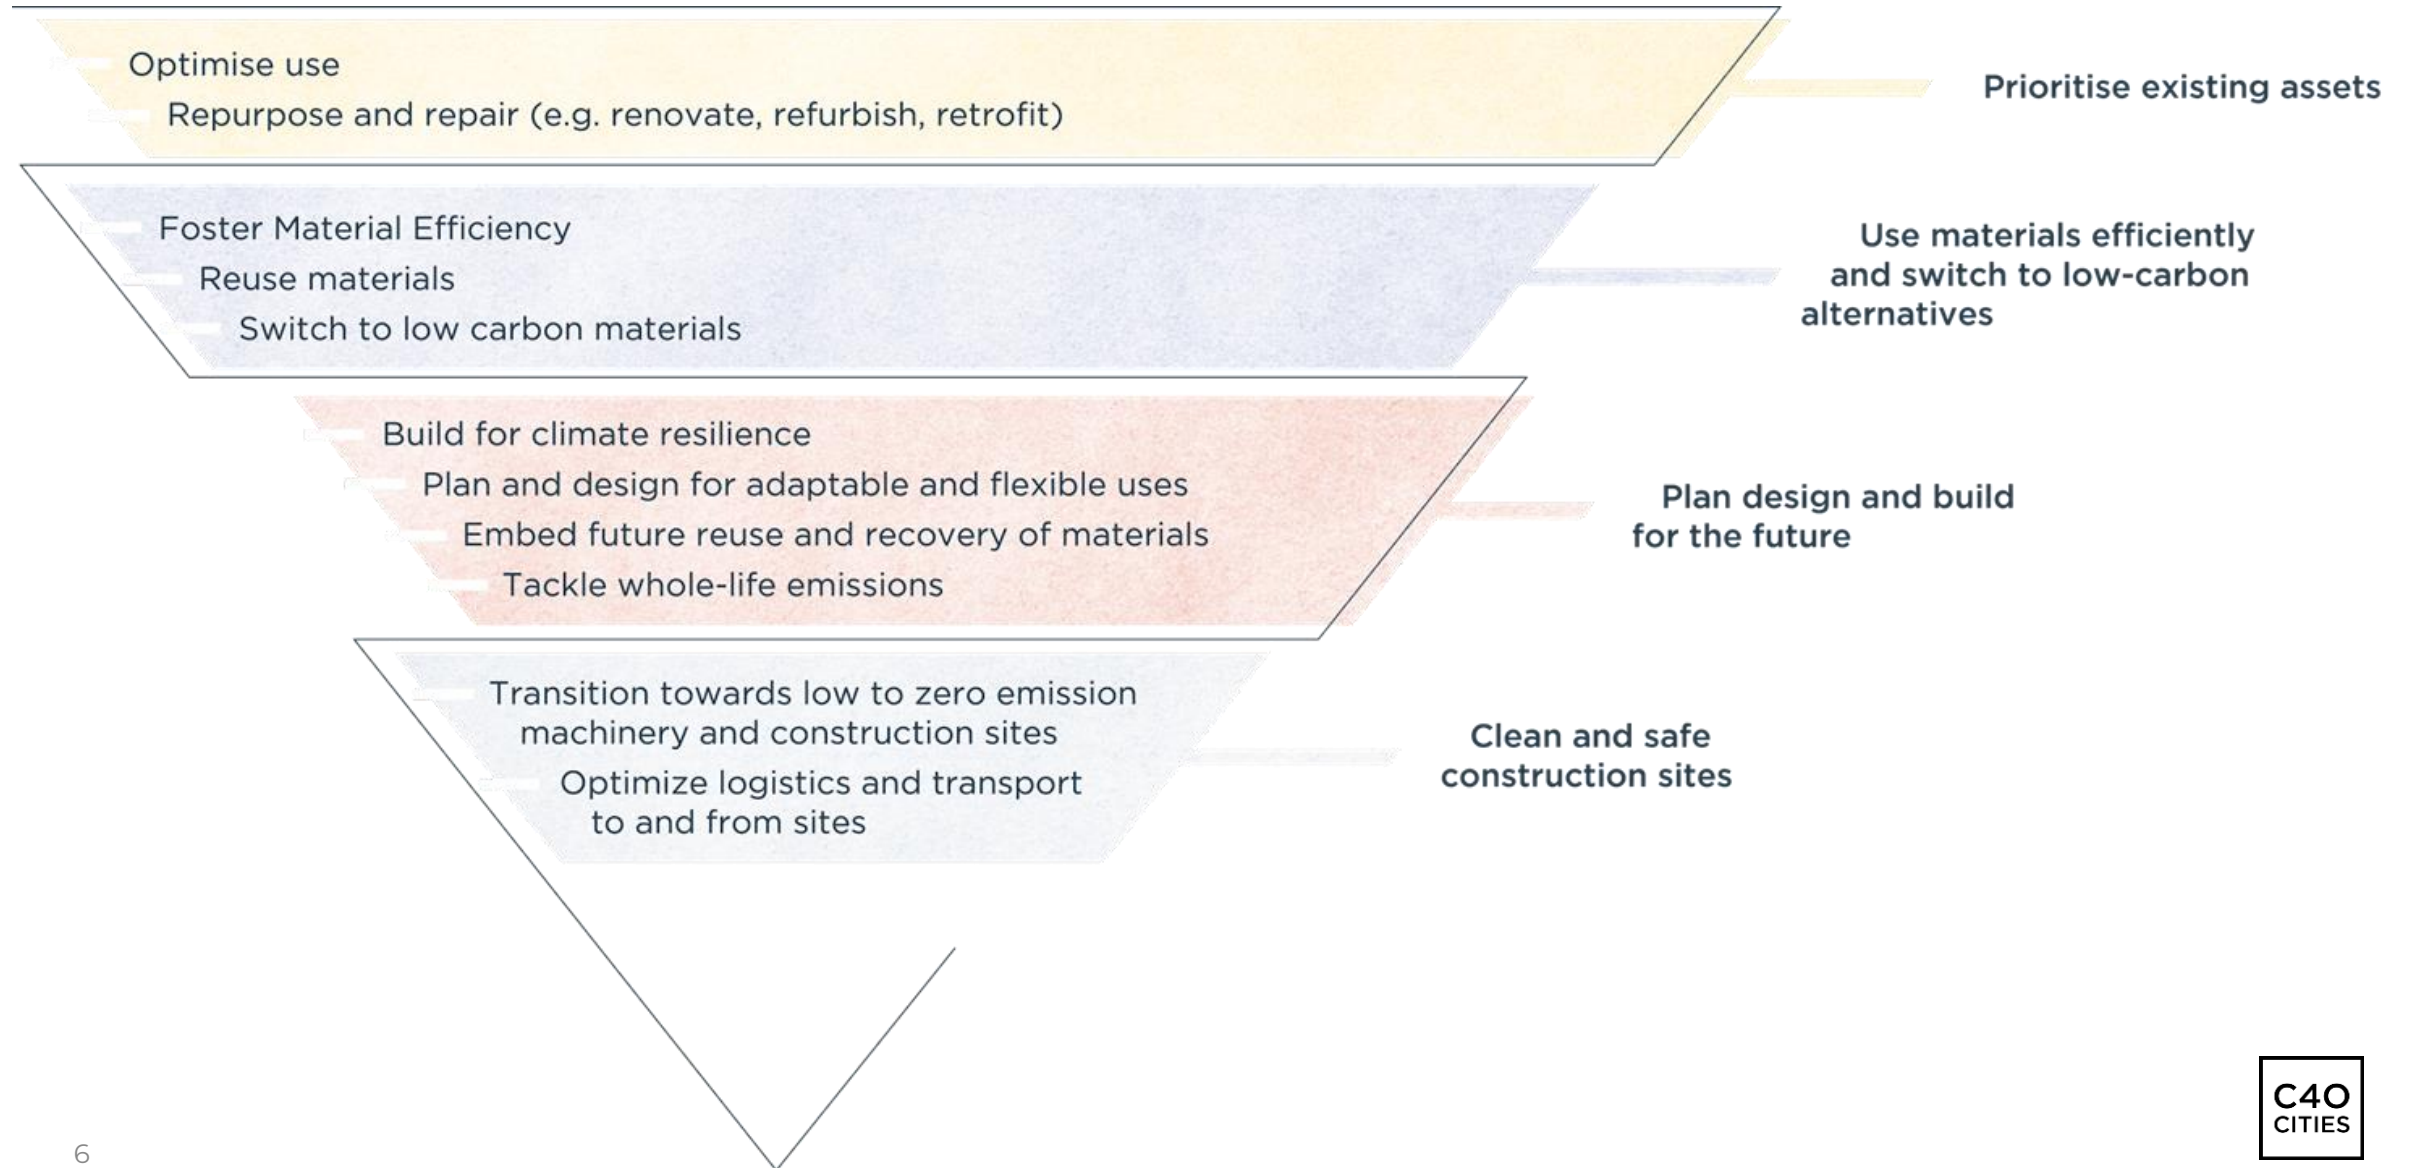 Optimise use
Repurpose and repair (e.g. renovate, refurbish, retrofit)
Prioritise existing assets
Foster Material Efficiency
Reuse materials
Switch to low carbon materials
Use materials efficiently
and switch to low-carbon
alternatives
Build for climate resilience
Plan and design for adaptable and flexible uses
Embed future reuse and recovery of materials
Tackle whole-life emissions
Plan design and build
for the future
Transition towards low to zero emission
machinery and construction sites
Optimize logistics and transport
to and from sites
Clean and safe
construction sites
6
C40
CITIES